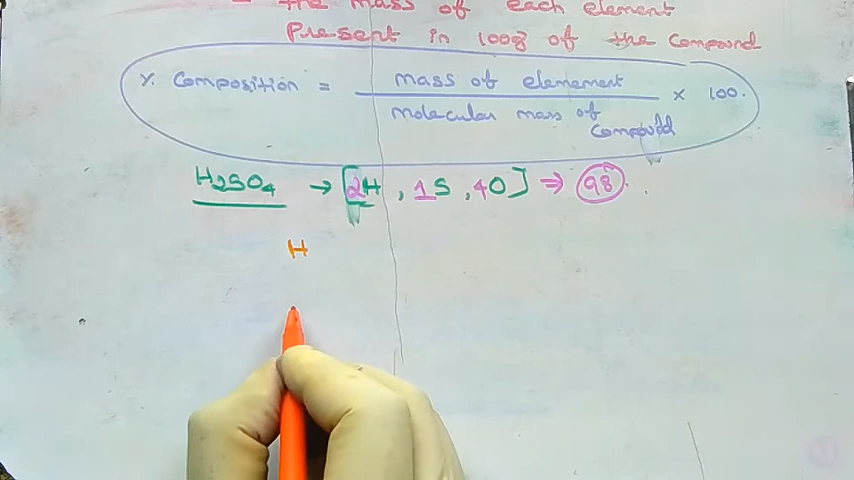 - the mass of each element
Present in 100g of the Compound
% Composition = mass of elemement / molecular mass of compound × 100.
H2SO4 → [2H, 1S, 4O] ⇒ 98.
H